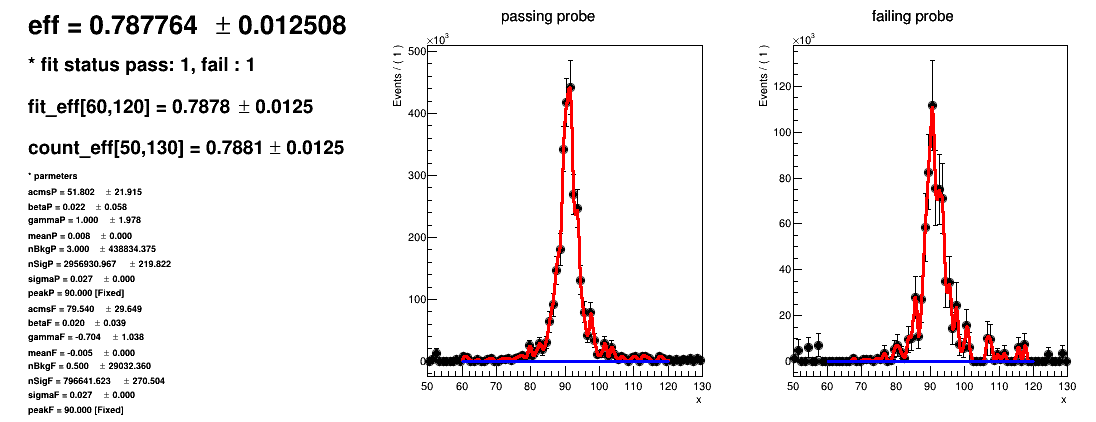 eff = 0.787764 ± 0.012508
* fit status pass: 1, fail : 1
fit_eff[60,120] = 0.7878 ± 0.0125
count_eff[50,130] = 0.7881 ± 0.0125
* parmeters
acmsP = 51.802 ± 21.915
betaP = 0.022 ± 0.058
gammaP = 1.000 ± 1.978
meanP = 0.008 ± 0.000
nBkgP = 3.000 ± 438834.375
nSigP = 2956930.967 ± 219.822
sigmaP = 0.027 ± 0.000
peakP = 90.000 [Fixed]
acmsF = 79.540 ± 29.649
betaF = 0.020 ± 0.039
gammaF = -0.704 ± 1.038
meanF = -0.005 ± 0.000
nBkgF = 0.500 ± 29032.360
nSigF = 796641.623 ± 270.504
sigmaF = 0.027 ± 0.000
peakF = 90.000 [Fixed]
passing probe
×10³
Events / ( 1 )
500
400
300
200
100
0
50 60 70 80 90 100 110 120 130
x
failing probe
×10³
Events / ( 1 )
120
100
80
60
40
20
0
50 60 70 80 90 100 110 120 130
x